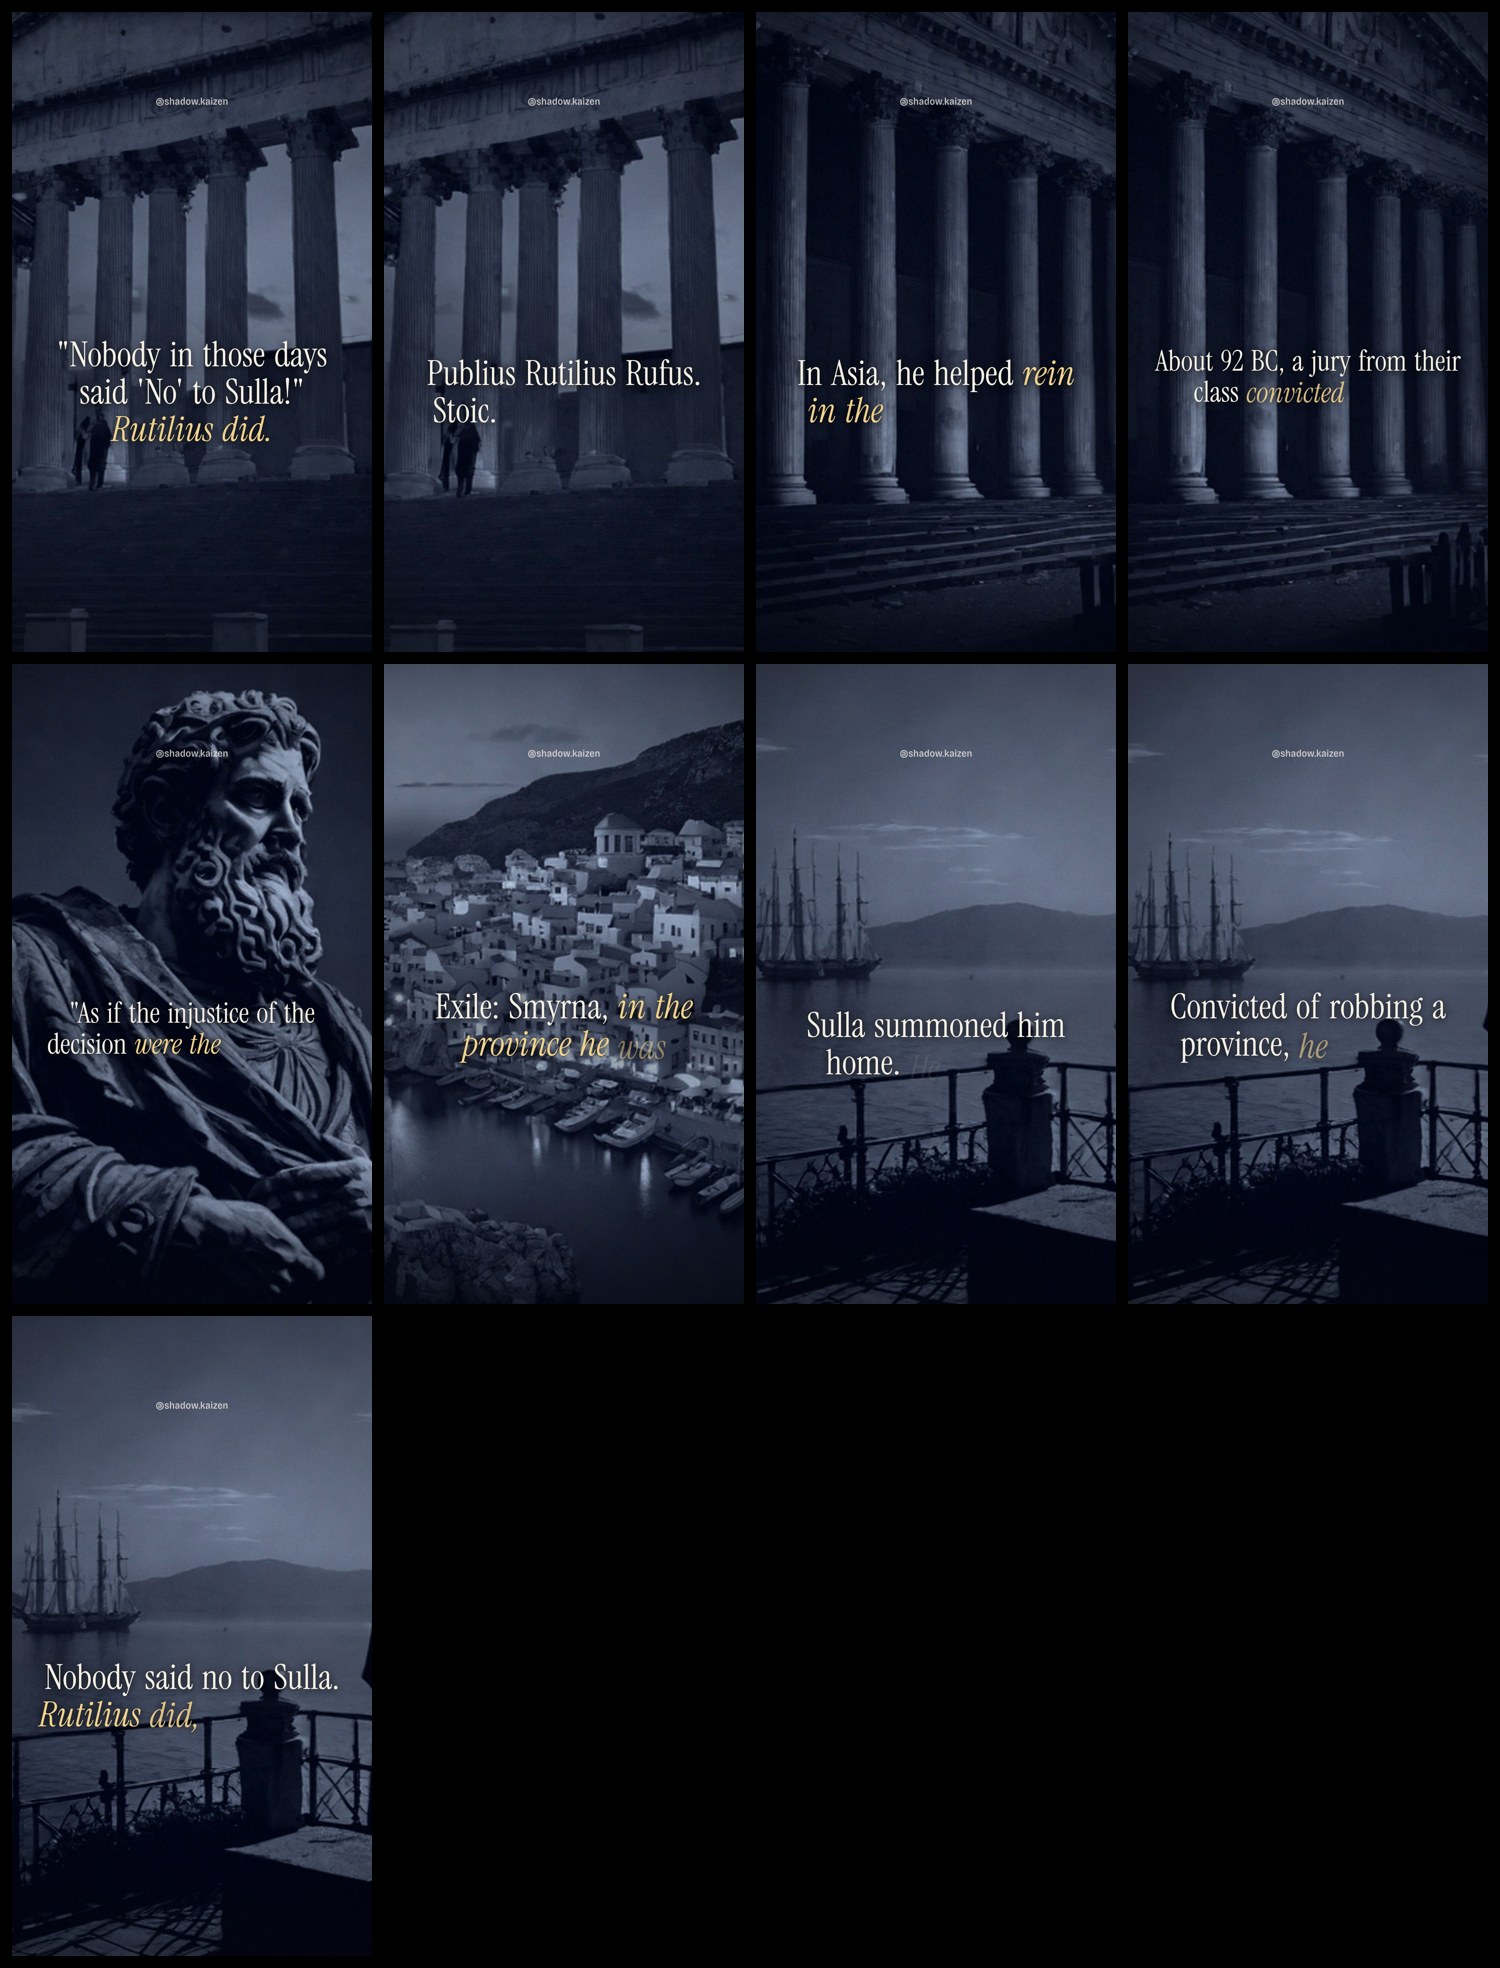 @shadow.kaizen
"Nobody in those days
said 'No' to Sulla!"
Rutilius did.
@shadow.kaizen
Publius Rutilius Rufus.
Stoic.
@shadow.kaizen
In Asia, he helped rein
in the
@shadow.kaizen
About 92 BC, a jury from their
class convicted
@shadow.kaizen
"As if the injustice of the
decision were the
@shadow.kaizen
Exile: Smyrna, in the
province he was
@shadow.kaizen
Sulla summoned him
home. He
@shadow.kaizen
Convicted of robbing a
province, he
@shadow.kaizen
Nobody said no to Sulla.
Rutilius did,